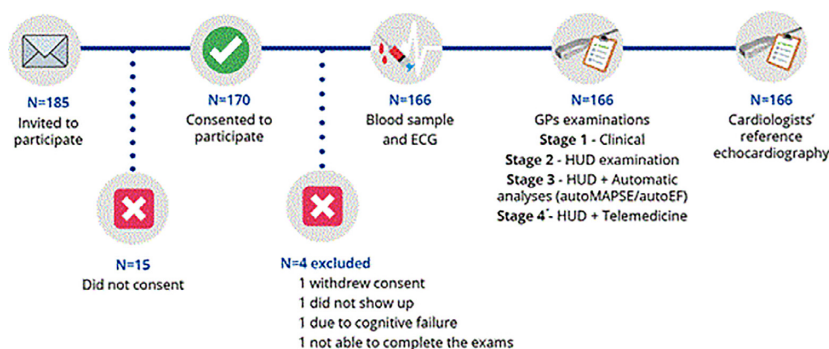 N=185
Invited to
participate
N=170
Consented to
participate
N=166
Blood sample
and ECG
N=166
GPs examinations
Stage 1 - Clinical
Stage 2 - HUD examination
Stage 3 - HUD + Automatic
analyses (autoMAPSE/autoEF)
Stage 4*- HUD + Telemedicine
N=166
Cardiologists'
reference
echocardiography
N=15
Did not consent
N=4 excluded
1 withdrew consent
1 did not show up
1 due to cognitive failure
1 not able to complete the exams